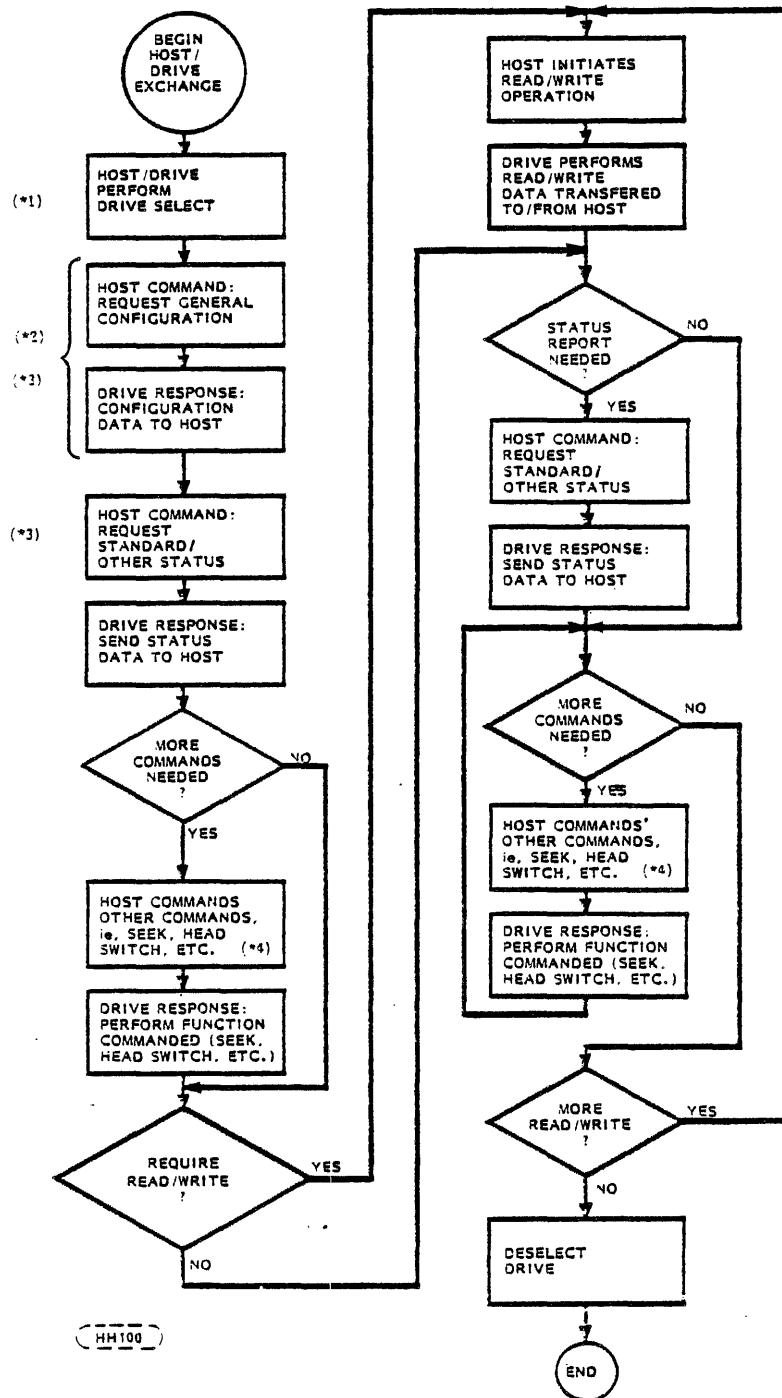 BEGIN
HOST/
DRIVE
EXCHANGE
(*1)
HOST/DRIVE
PERFORM
DRIVE SELECT
(*2)
(*3)
HOST COMMAND:
REQUEST GENERAL
CONFIGURATION
DRIVE RESPONSE:
CONFIGURATION
DATA TO HOST
(*3)
HOST COMMAND:
REQUEST
STANDARD/
OTHER STATUS
DRIVE RESPONSE:
SEND STATUS
DATA TO HOST
MORE
COMMANDS
NEEDED
?
NO
YES
HOST COMMANDS
OTHER COMMANDS,
ie, SEEK, HEAD
SWITCH, ETC. (*4)
DRIVE RESPONSE:
PERFORM FUNCTION
COMMANDED (SEEK,
HEAD SWITCH, ETC.)
REQUIRE
READ/WRITE
?
YES
NO
HH100
HOST INITIATES
READ/WRITE
OPERATION
DRIVE PERFORMS
READ/WRITE
DATA TRANSFERED
TO/FROM HOST
STATUS
REPORT
NEEDED
?
NO
YES
HOST COMMAND:
REQUEST
STANDARD/
OTHER STATUS
DRIVE RESPONSE:
SEND STATUS
DATA TO HOST
MORE
COMMANDS
NEEDED
?
NO
YES
HOST COMMANDS'
OTHER COMMANDS,
ie, SEEK, HEAD
SWITCH, ETC. (*4)
DRIVE RESPONSE:
PERFORM FUNCTION
COMMANDED (SEEK,
HEAD SWITCH, ETC.)
MORE
READ/WRITE
?
YES
NO
DESELECT
DRIVE
END